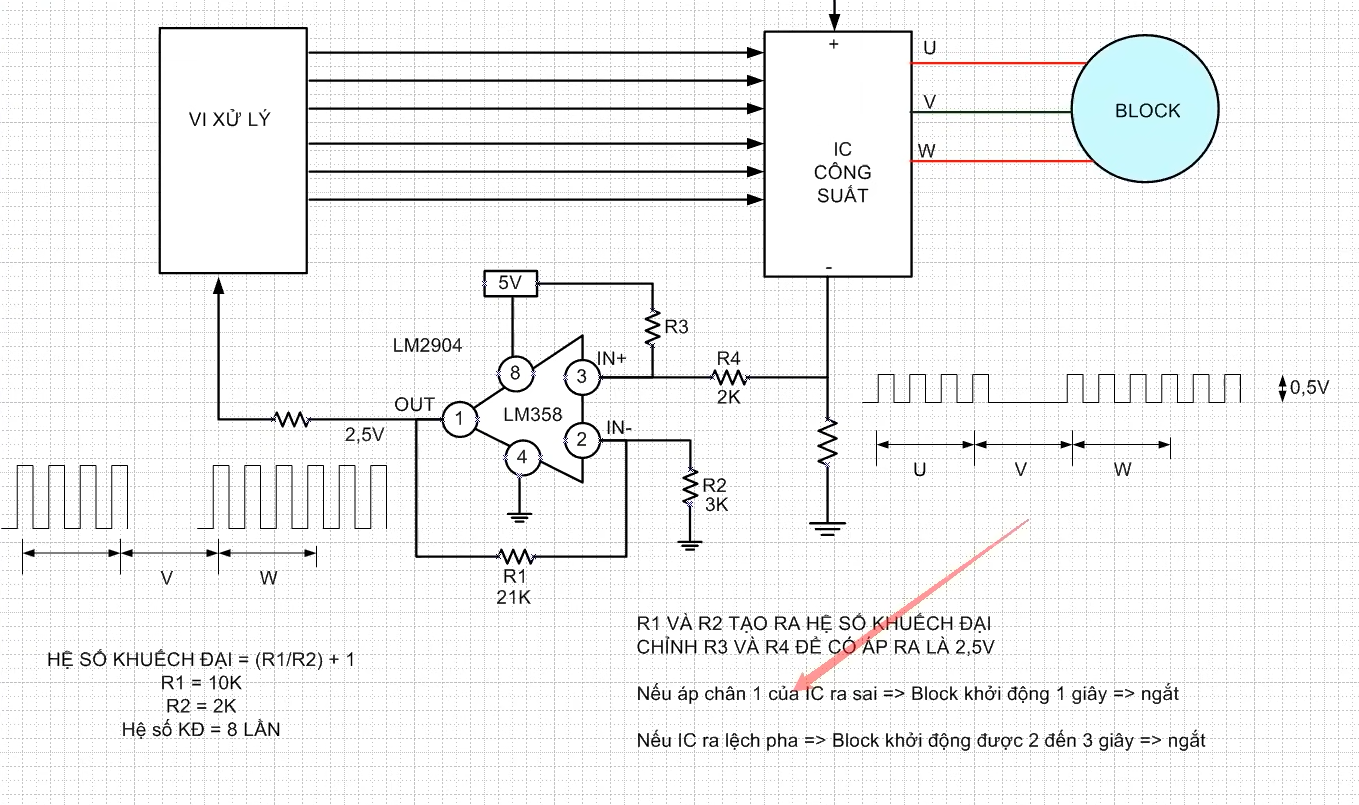 VI XỬ LÝ
+
IC
CÔNG
SUẤT
-
U
V
W
BLOCK
5V
R3
LM2904
8
3
IN+
R4
2K
OUT
1
LM358
2,5V
2
IN-
4
R2
3K
R1
21K
0,5V
U
V
W
V
W
R1 VÀ R2 TẠO RA HỆ SỐ KHUẾCH ĐẠI
CHỈNH R3 VÀ R4 ĐỂ CÓ ÁP RA LÀ 2,5V
Nếu áp chân 1 của IC ra sai => Block khởi động 1 giây => ngắt
Nếu IC ra lệch pha => Block khởi động được 2 đến 3 giây => ngắt
HỆ SỐ KHUẾCH ĐẠI = (R1/R2) + 1
R1 = 10K
R2 = 2K
Hệ số KĐ = 8 LẦN